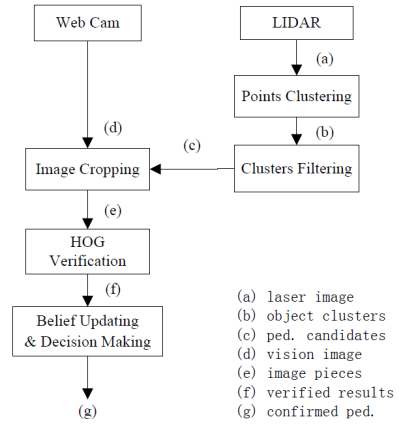 Web Cam
LIDAR
(a)
Points Clustering
(b)
(d)
(c)
Image Cropping
Clusters Filtering
(e)
HOG
Verification
(f)
Belief Updating
& Decision Making
(g)
(a) laser image
(b) object clusters
(c) ped. candidates
(d) vision image
(e) image pieces
(f) verified results
(g) confirmed ped.